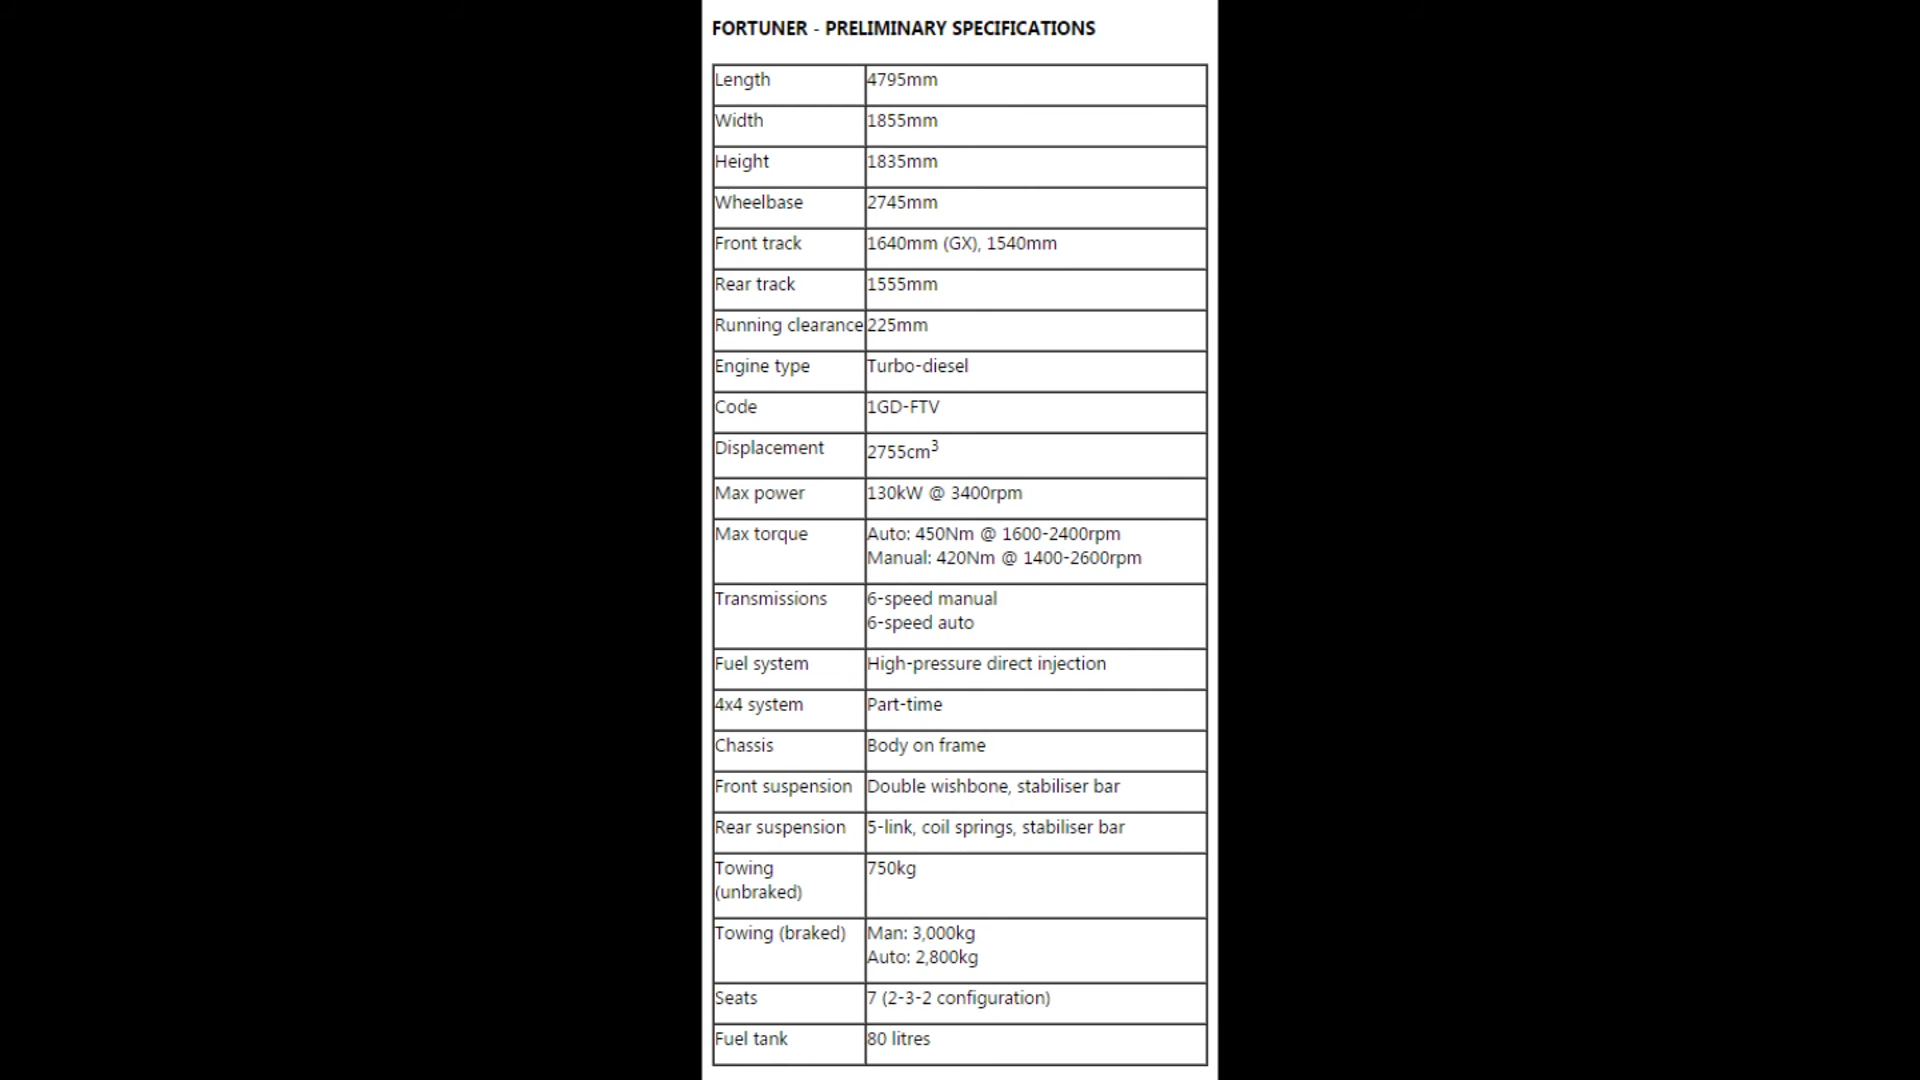 FORTUNER - PRELIMINARY SPECIFICATIONS
Length 4795mm
Width 1855mm
Height 1835mm
Wheelbase 2745mm
Front track 1640mm (GX), 1540mm
Rear track 1555mm
Running clearance 225mm
Engine type Turbo-diesel
Code 1GD-FTV
Displacement 2755cm³
Max power 130kW @ 3400rpm
Max torque Auto: 450Nm @ 1600-2400rpm
Manual: 420Nm @ 1400-2600rpm
Transmissions 6-speed manual
6-speed auto
Fuel system High-pressure direct injection
4x4 system Part-time
Chassis Body on frame
Front suspension Double wishbone, stabiliser bar
Rear suspension 5-link, coil springs, stabiliser bar
Towing 750kg
(unbraked)
Towing (braked) Man: 3,000kg
Auto: 2,800kg
Seats 7 (2-3-2 configuration)
Fuel tank 80 litres